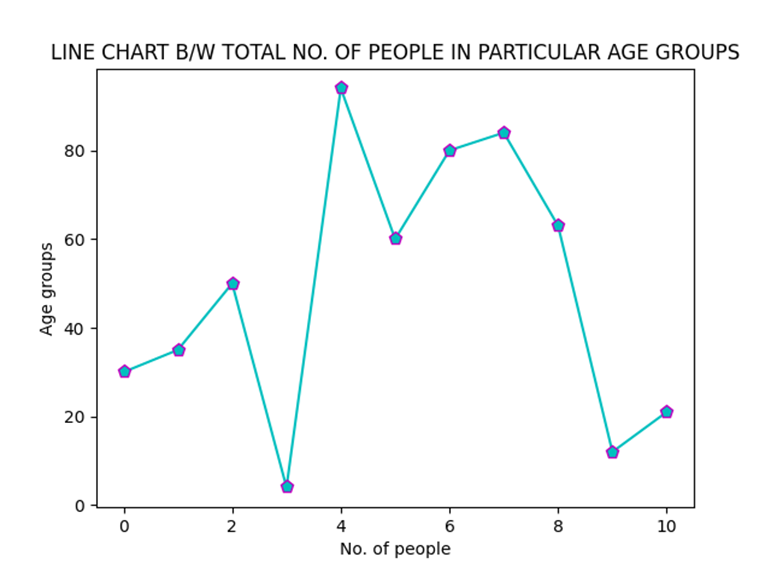 LINE CHART B/W TOTAL NO. OF PEOPLE IN PARTICULAR AGE GROUPS
80
60
40
20
0
Age groups
0 2 4 6 8 10
No. of people